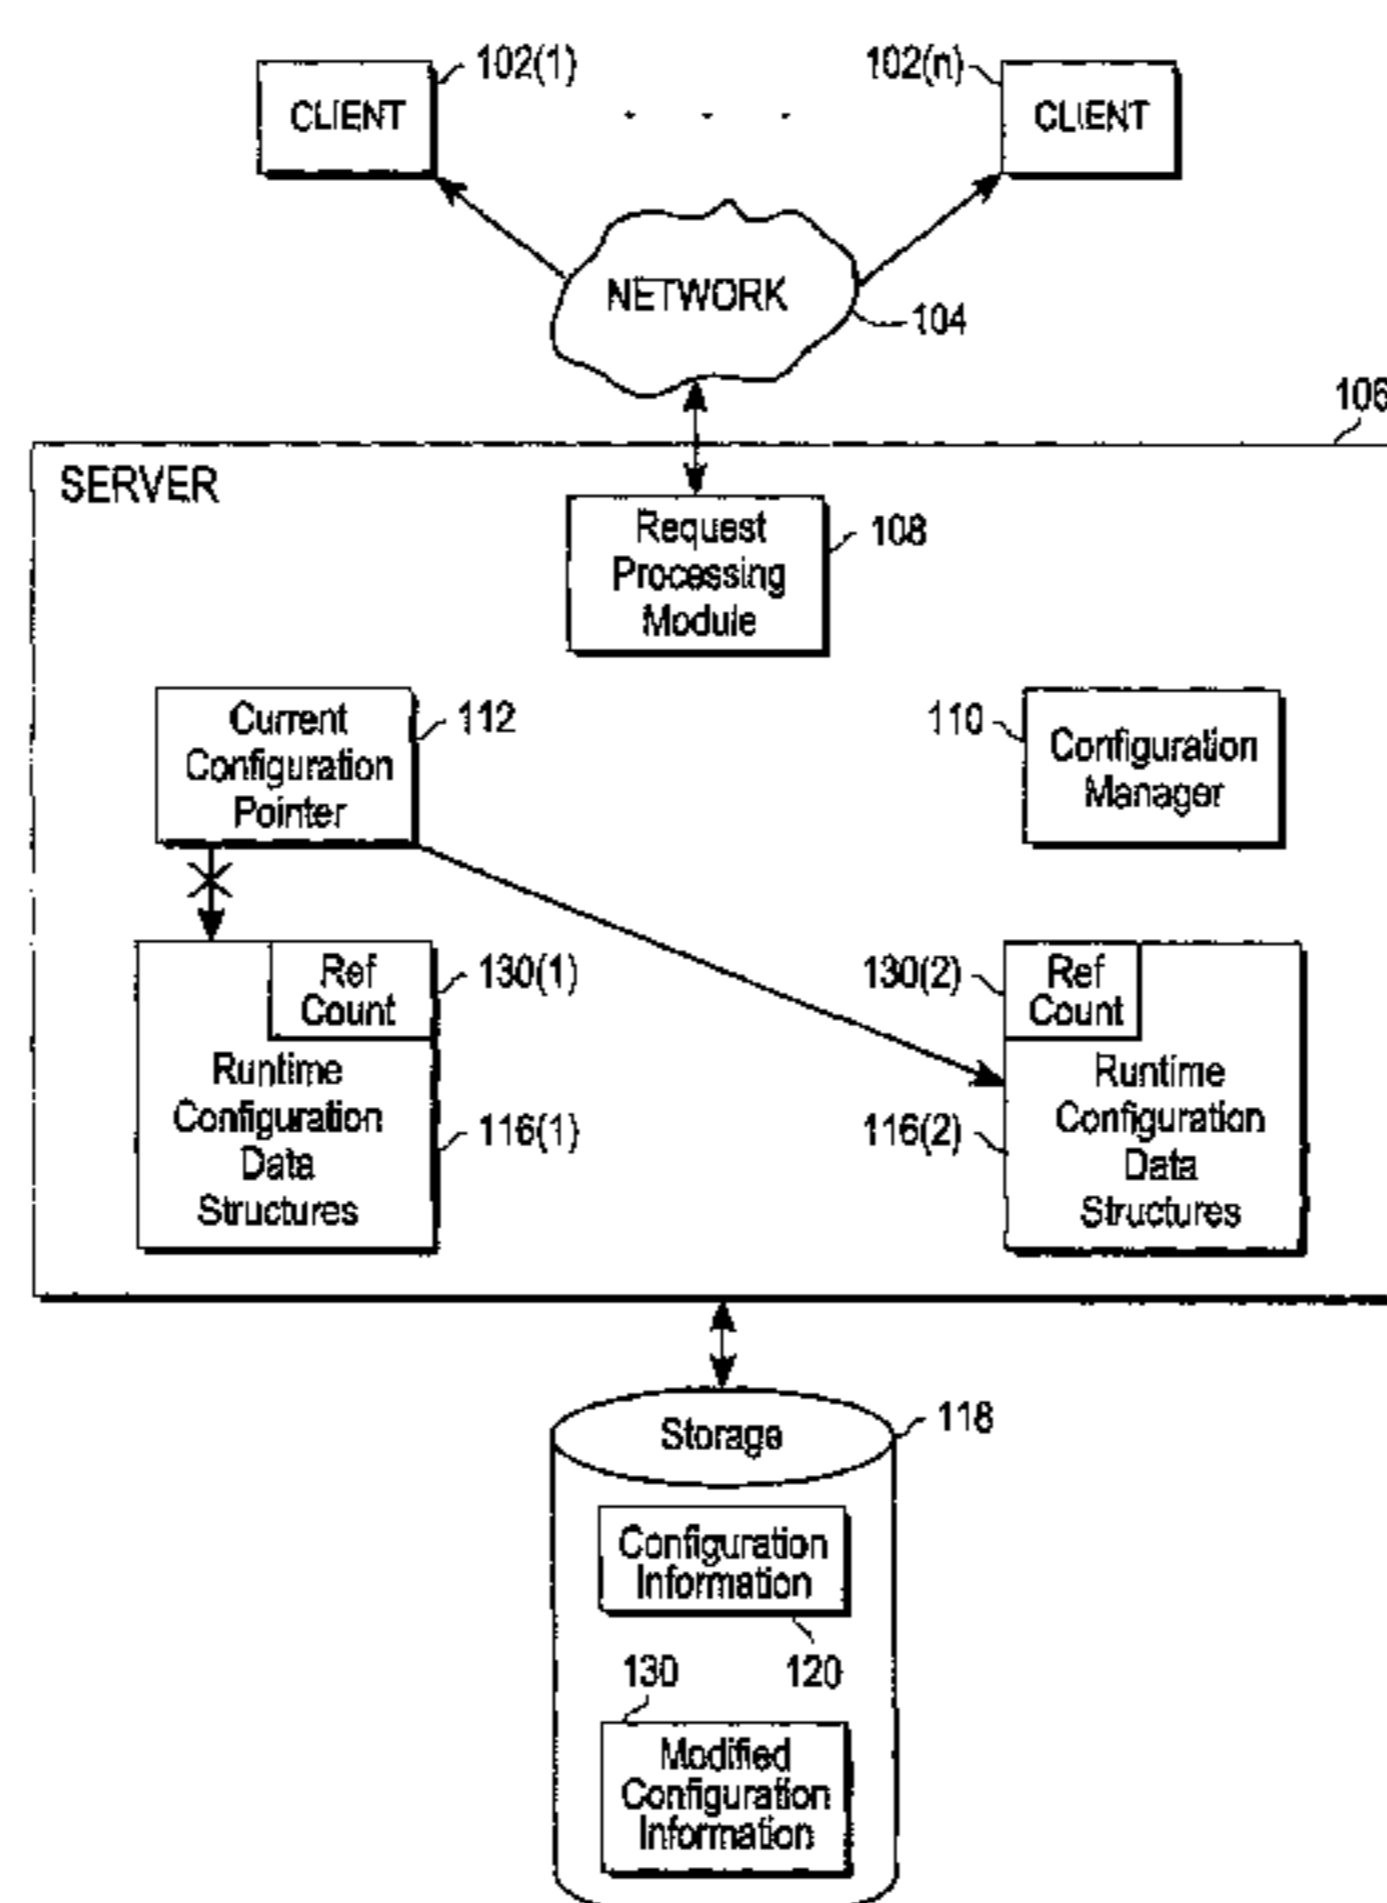 102(1)
102(n)
CLIENT
. . .
CLIENT
NETWORK
104
106
SERVER
Request
Processing
Module
108
Current
Configuration
Pointer
112
110
Configuration
Manager
Ref
Count
130(1)
Runtime
Configuration
Data
Structures
116(1)
130(2)
Ref
Count
116(2)
Runtime
Configuration
Data
Structures
Storage
118
Configuration
Information
120
130
Modified
Configuration
Information